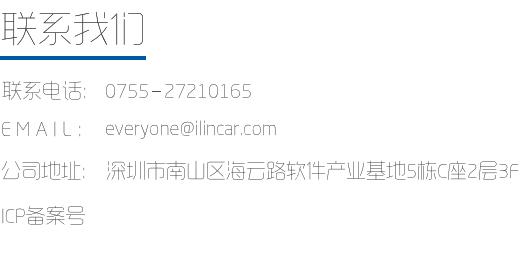 联系我们
联系电话: 0755-27210165
EMAIL: everyone@ilincar.com
公司地址: 深圳市南山区海云路软件产业基地5栋C座2层3F
ICP备案号